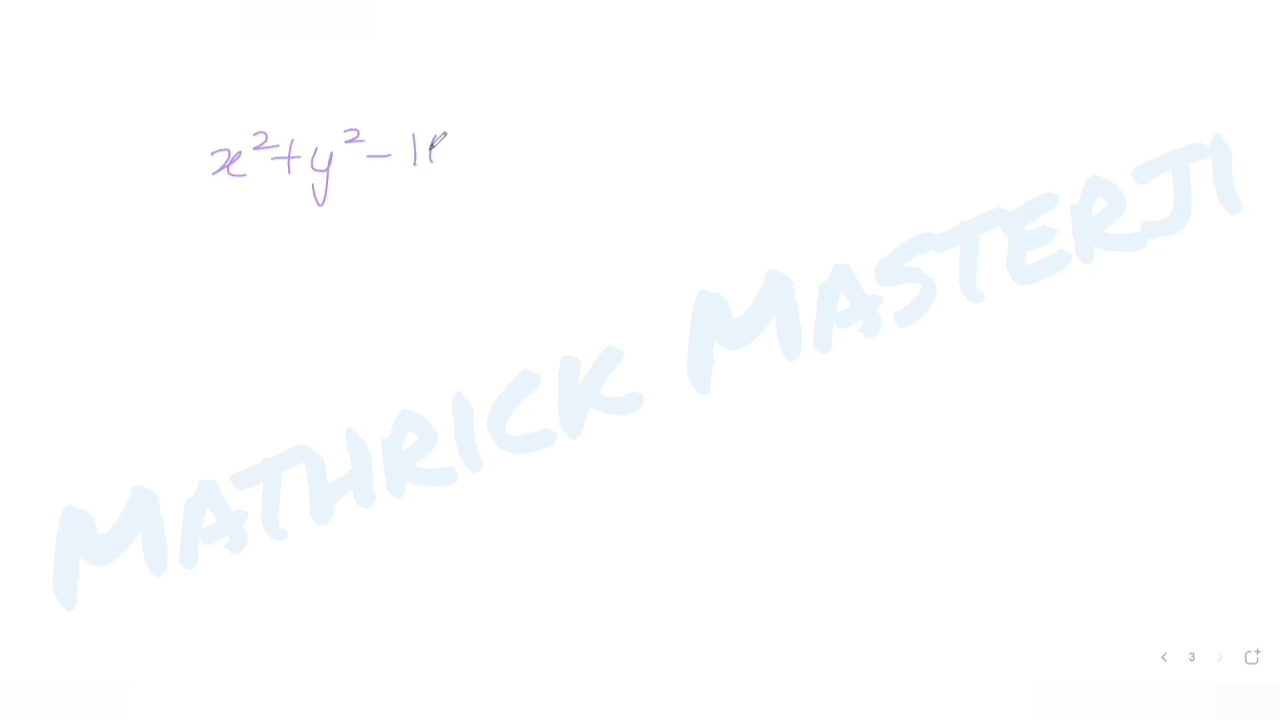 x² + y² - 1
MATHRICK MASTERJI
3